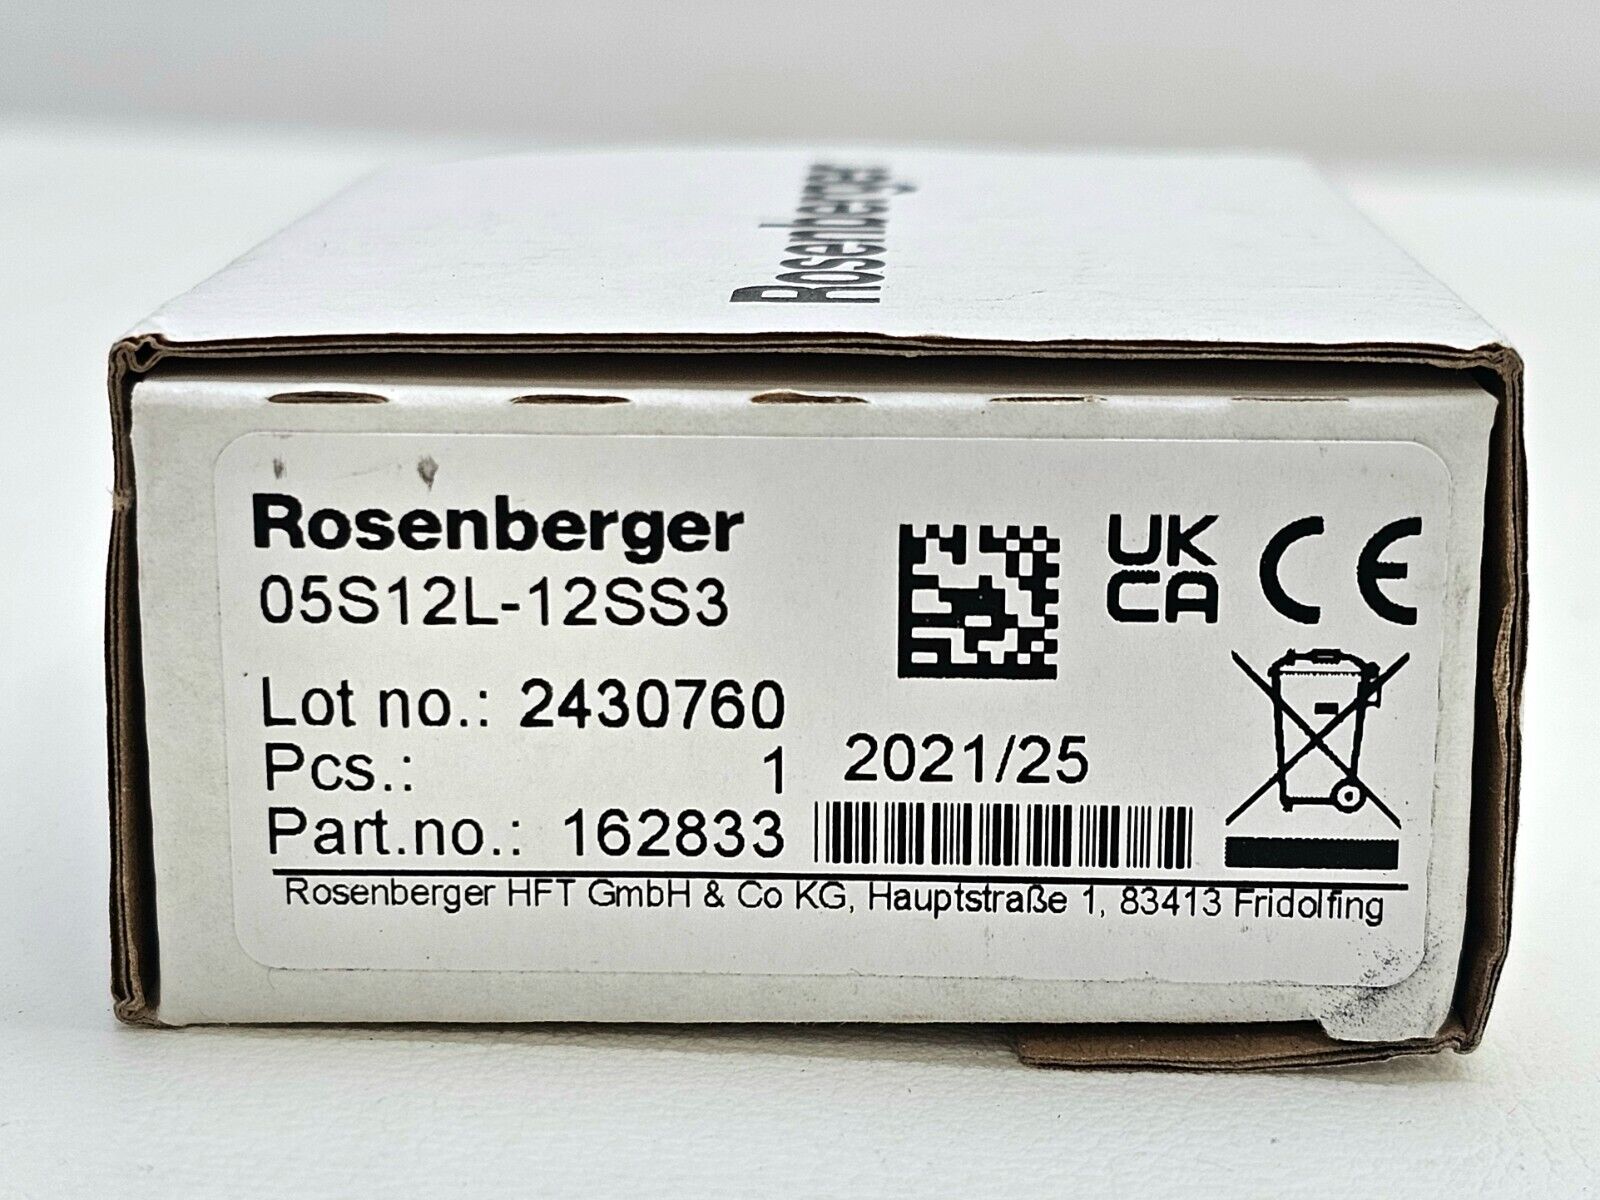 Rosenberger
Rosenberger
05S12L-12SS3
UK
CA
CE
Lot no.: 2430760
Pcs.: 1
2021/25
Part.no.: 162833
Rosenberger HFT GmbH & Co KG, Hauptstraße 1, 83413 Fridolfing